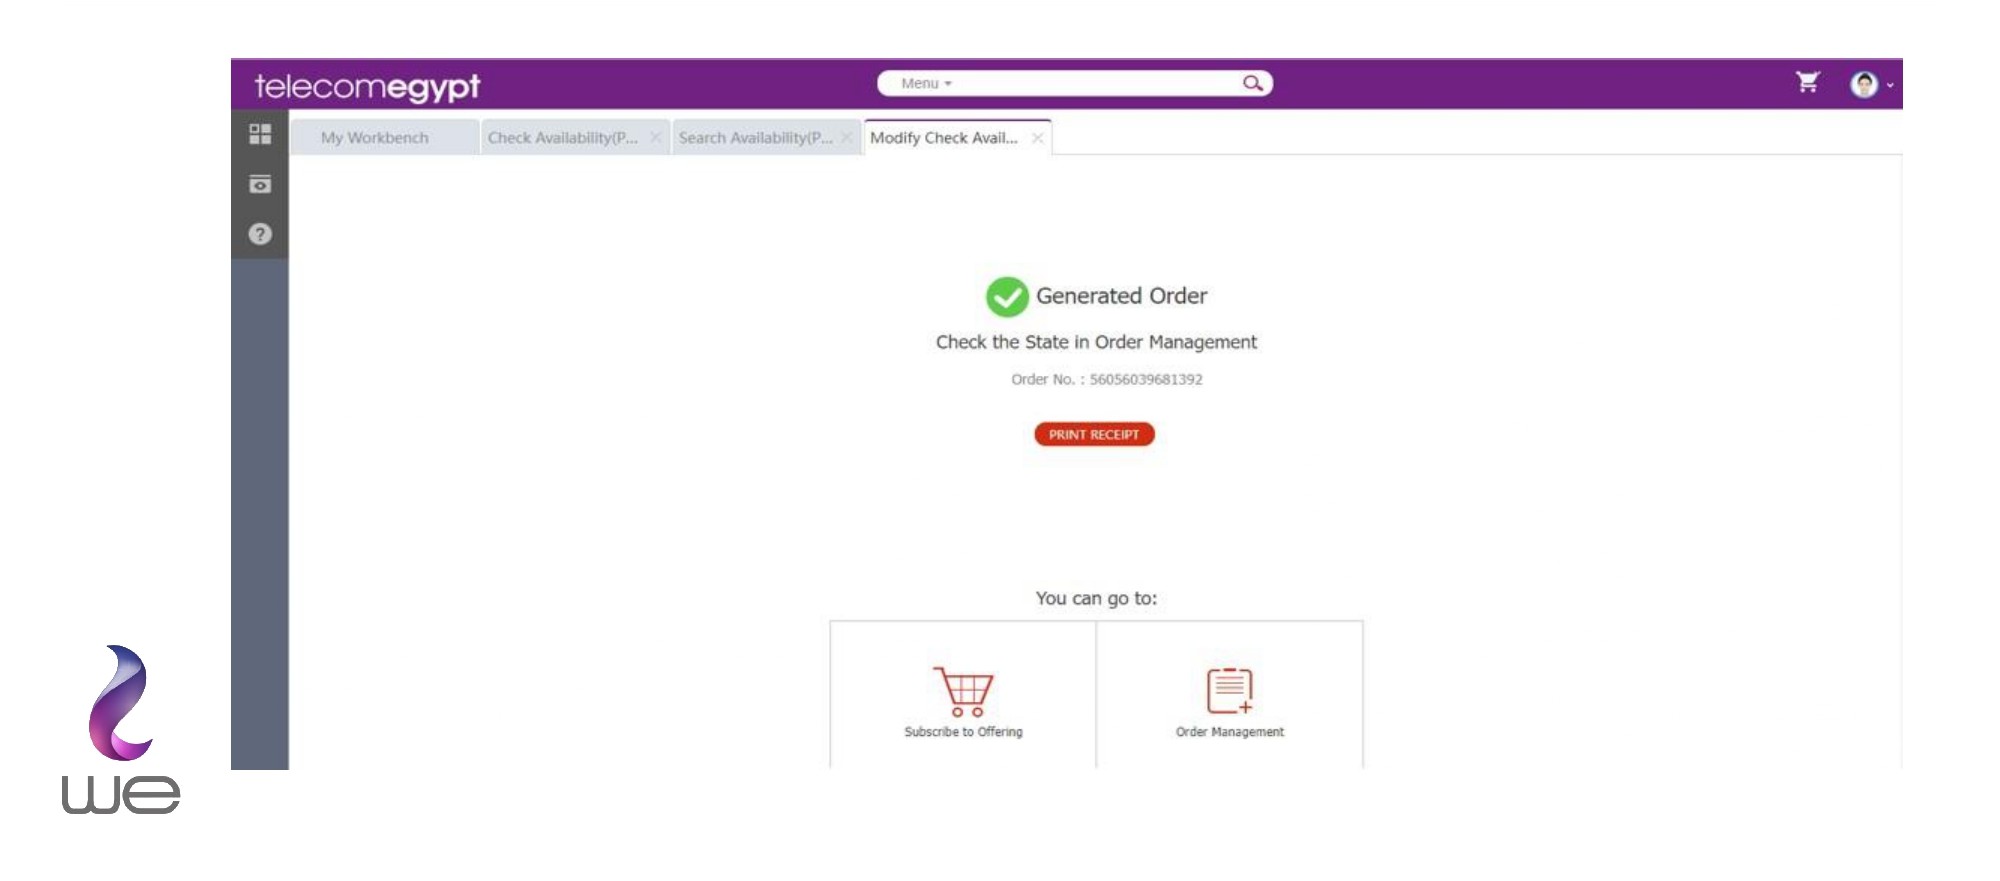 telecomegypt
Menu
My Workbench
Check Availability(P...
Search Availability(P...
Modify Check Avail...
Generated Order
Check the State in Order Management
Order No. : 56056039681392
PRINT RECEIPT
You can go to:
Subscribe to Offering
Order Management
we